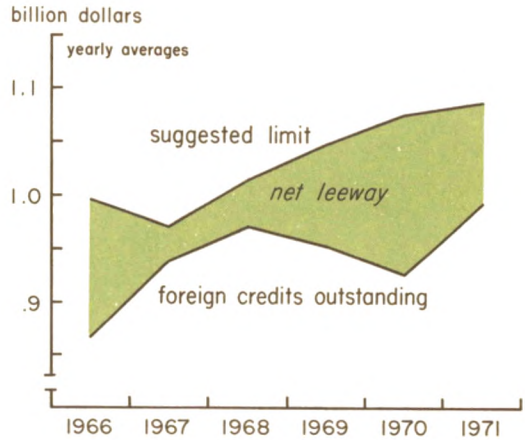 billion dollars
yearly averages
1.1
suggested limit
1.0
net leeway
.9
foreign credits outstanding
1966 1967 1968 1969 1970 1971